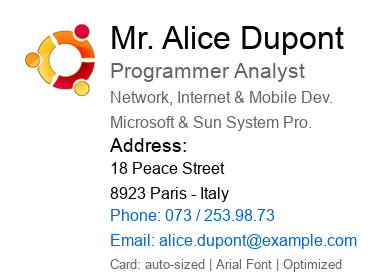 Mr. Alice Dupont
Programmer Analyst
Network, Internet & Mobile Dev.
Microsoft & Sun System Pro.
Address:
18 Peace Street
8923 Paris - Italy
Phone: 073 / 253.98.73
Email: alice.dupont@example.com
Card: auto-sized | Arial Font | Optimized